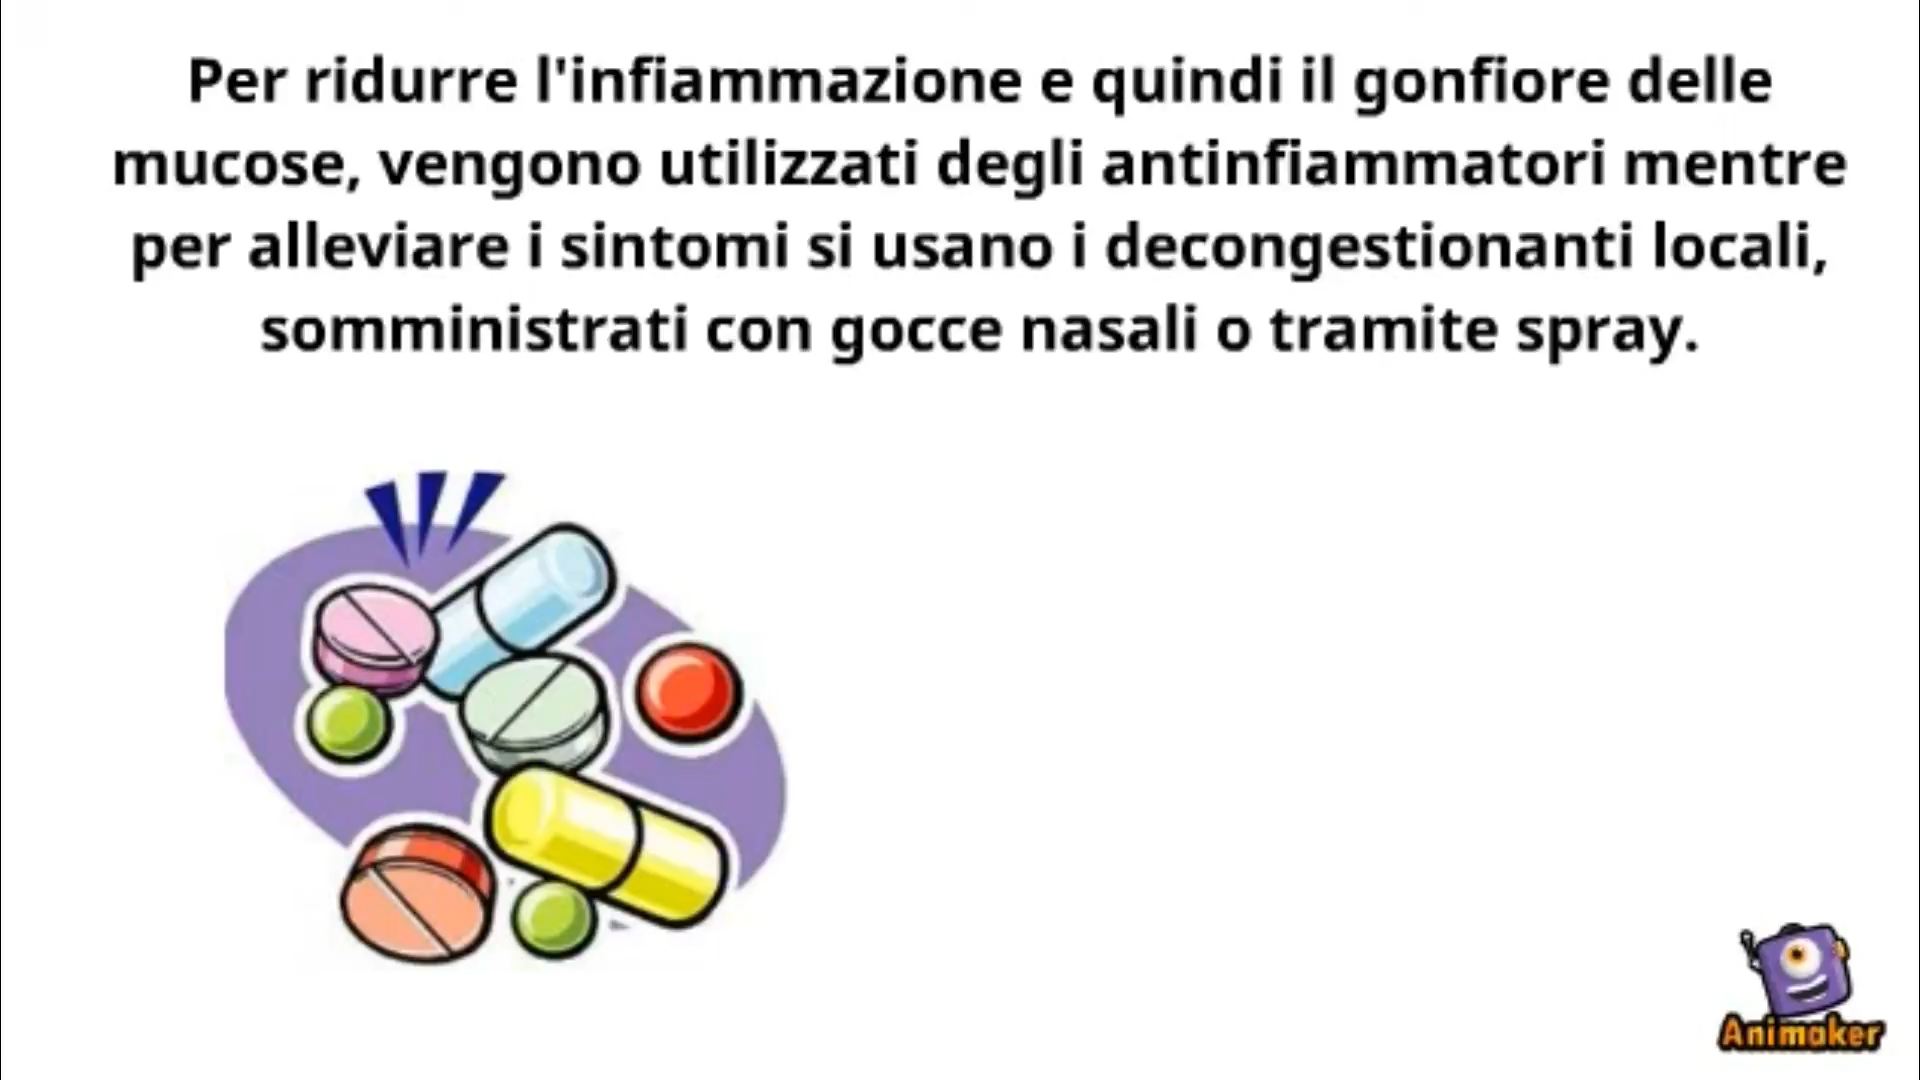 Per ridurre l'infiammazione e quindi il gonfiore delle
mucose, vengono utilizzati degli antinfiammatori mentre
per alleviare i sintomi si usano i decongestionanti locali,
somministrati con gocce nasali o tramite spray.
Animaker